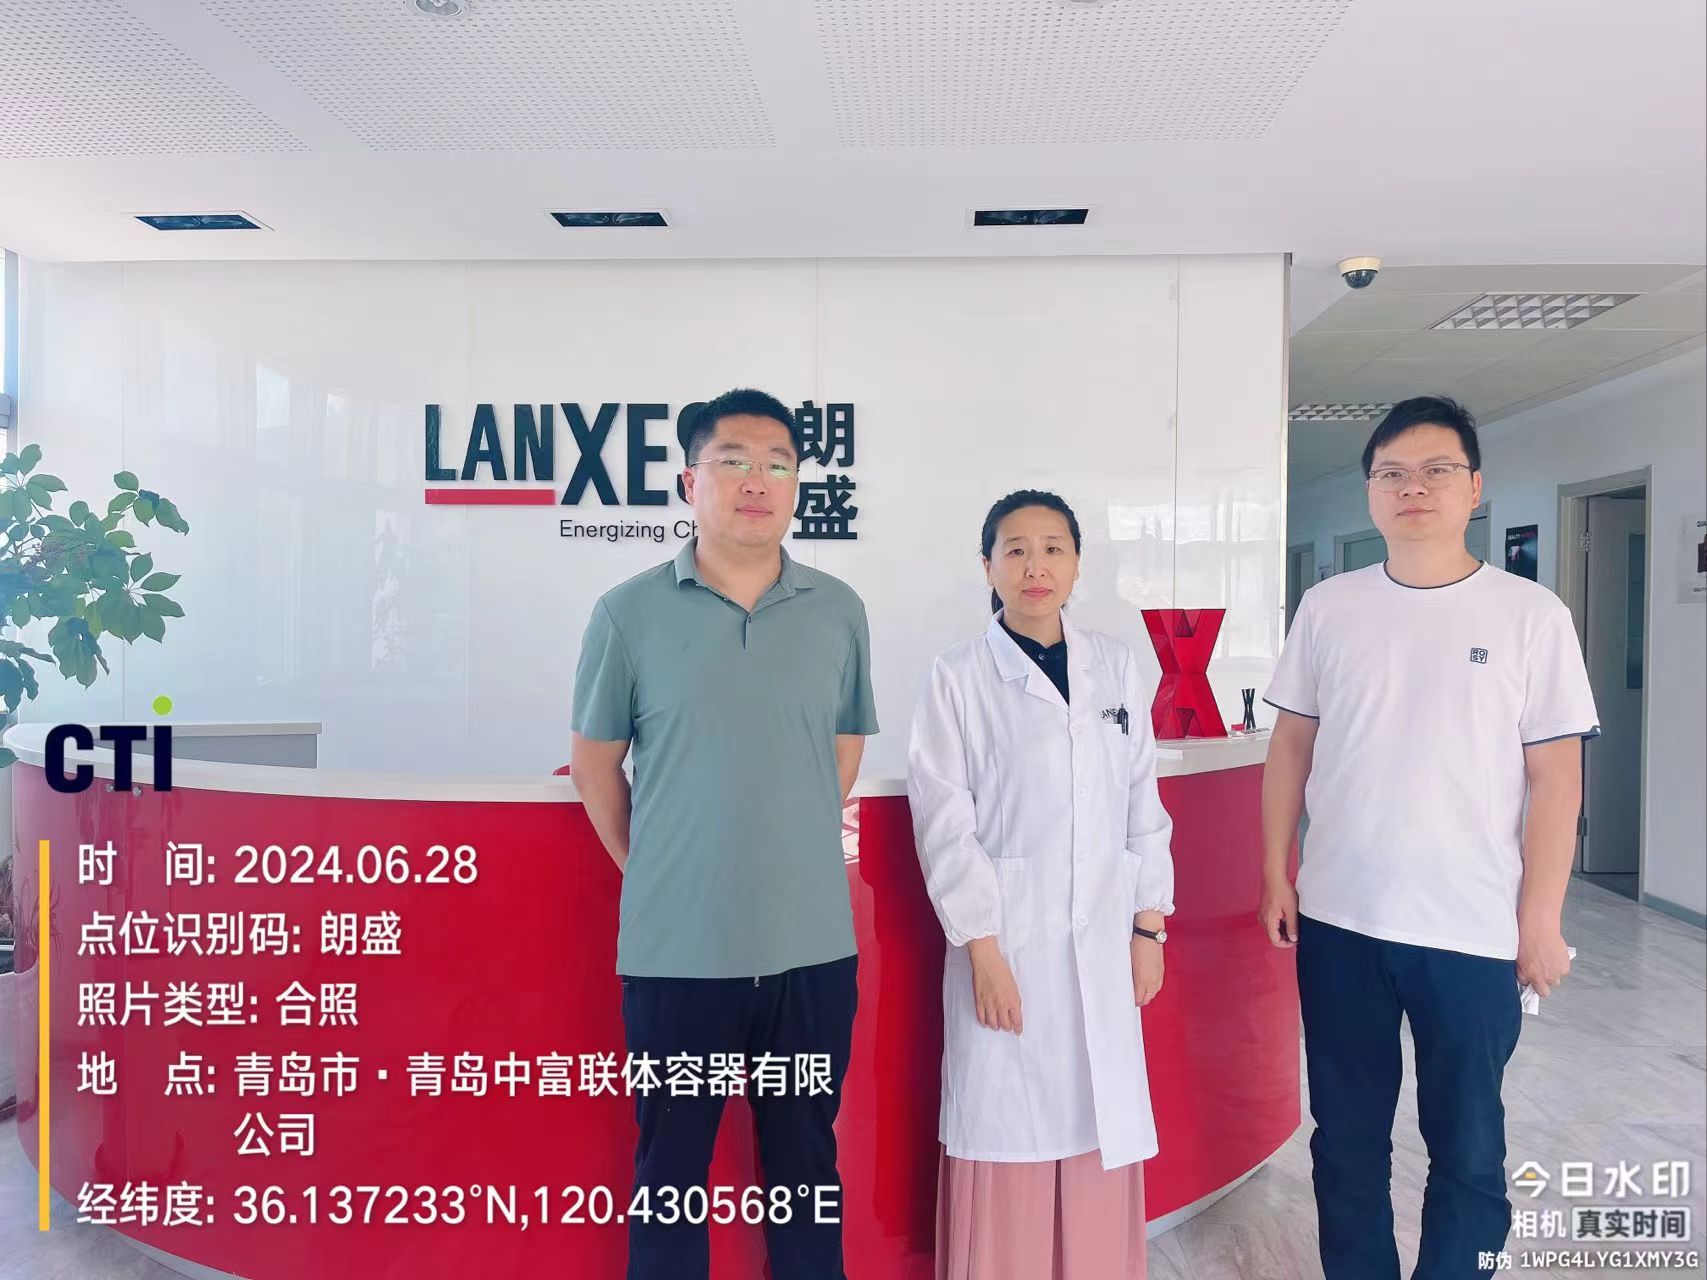 LANXES 朗
盛
Energizing Ch
CTi
时 间: 2024.06.28
点位识别码: 朗盛
照片类型: 合照
地 点: 青岛市·青岛中富联体容器有限
公司
经纬度: 36.137233°N,120.430568°E
RO
SY
今日水印
相机 真实时间
防伪 1WPG4LYG1XMY3G